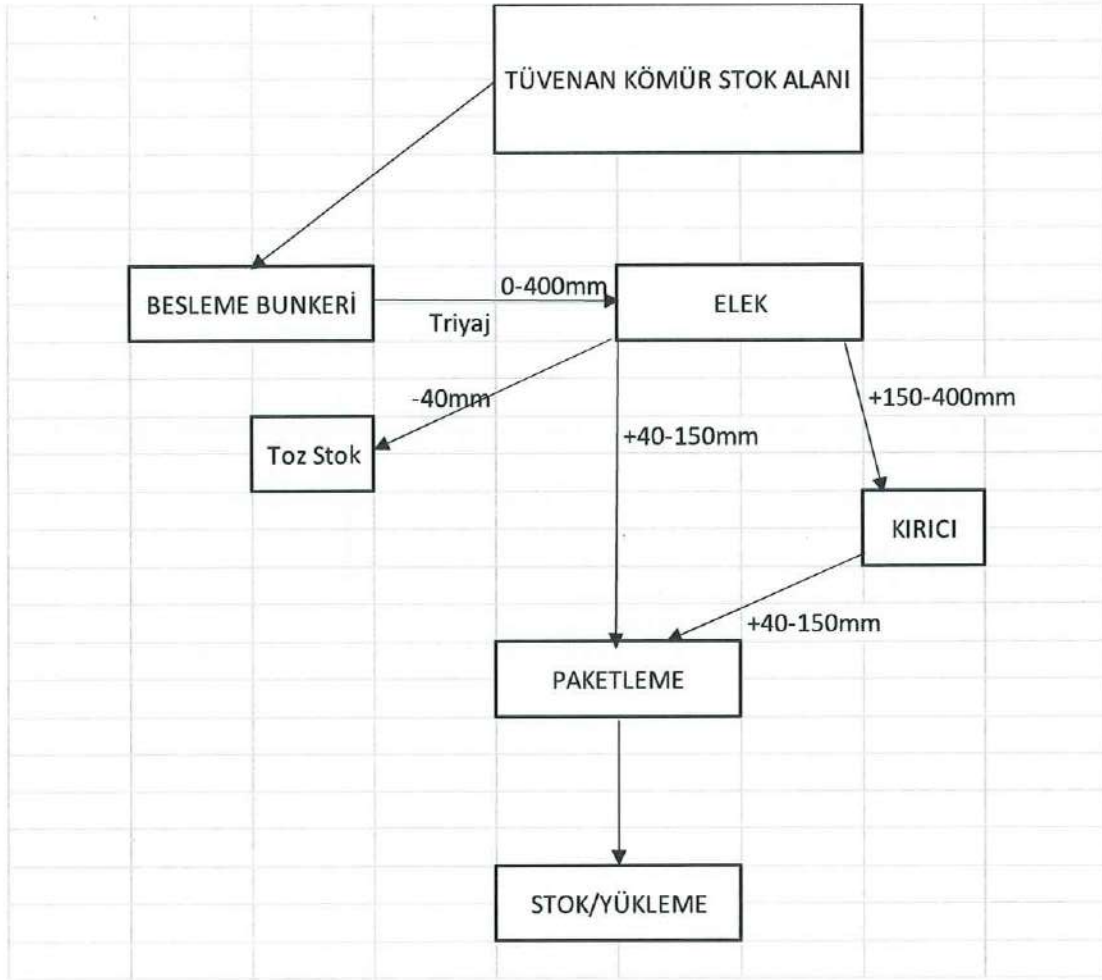 TÜVENAN KÖMÜR STOK ALANI
BESLEME BUNKERİ
0-400mm
Triyaj
ELEK
-40mm
Toz Stok
+40-150mm
+150-400mm
KIRICI
+40-150mm
PAKETLEME
STOK/YÜKLEME